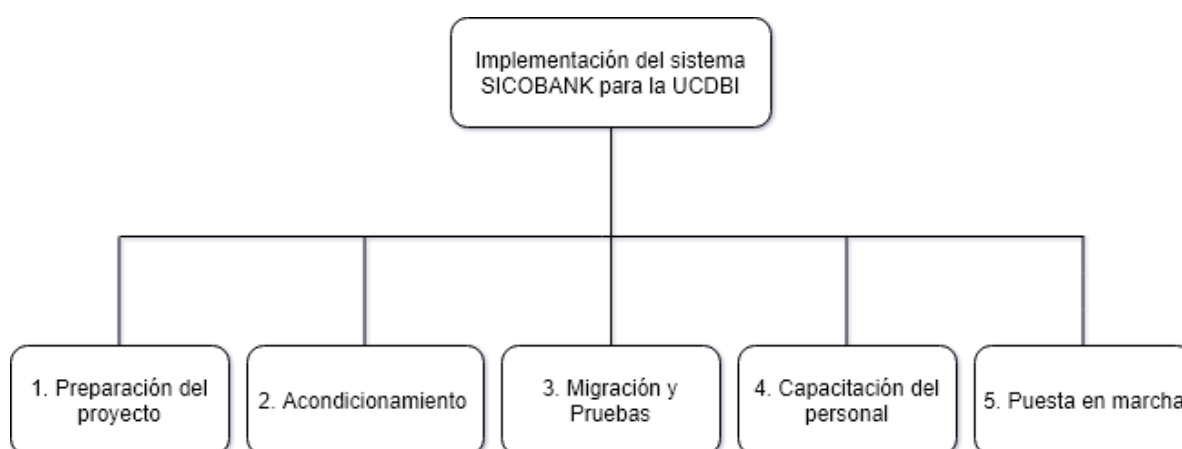 Implementación del sistema
SICOBANK para la UCDBI
1. Preparación del
proyecto
2. Acondicionamiento
3. Migración y
Pruebas
4. Capacitación del
personal
5. Puesta en marcha